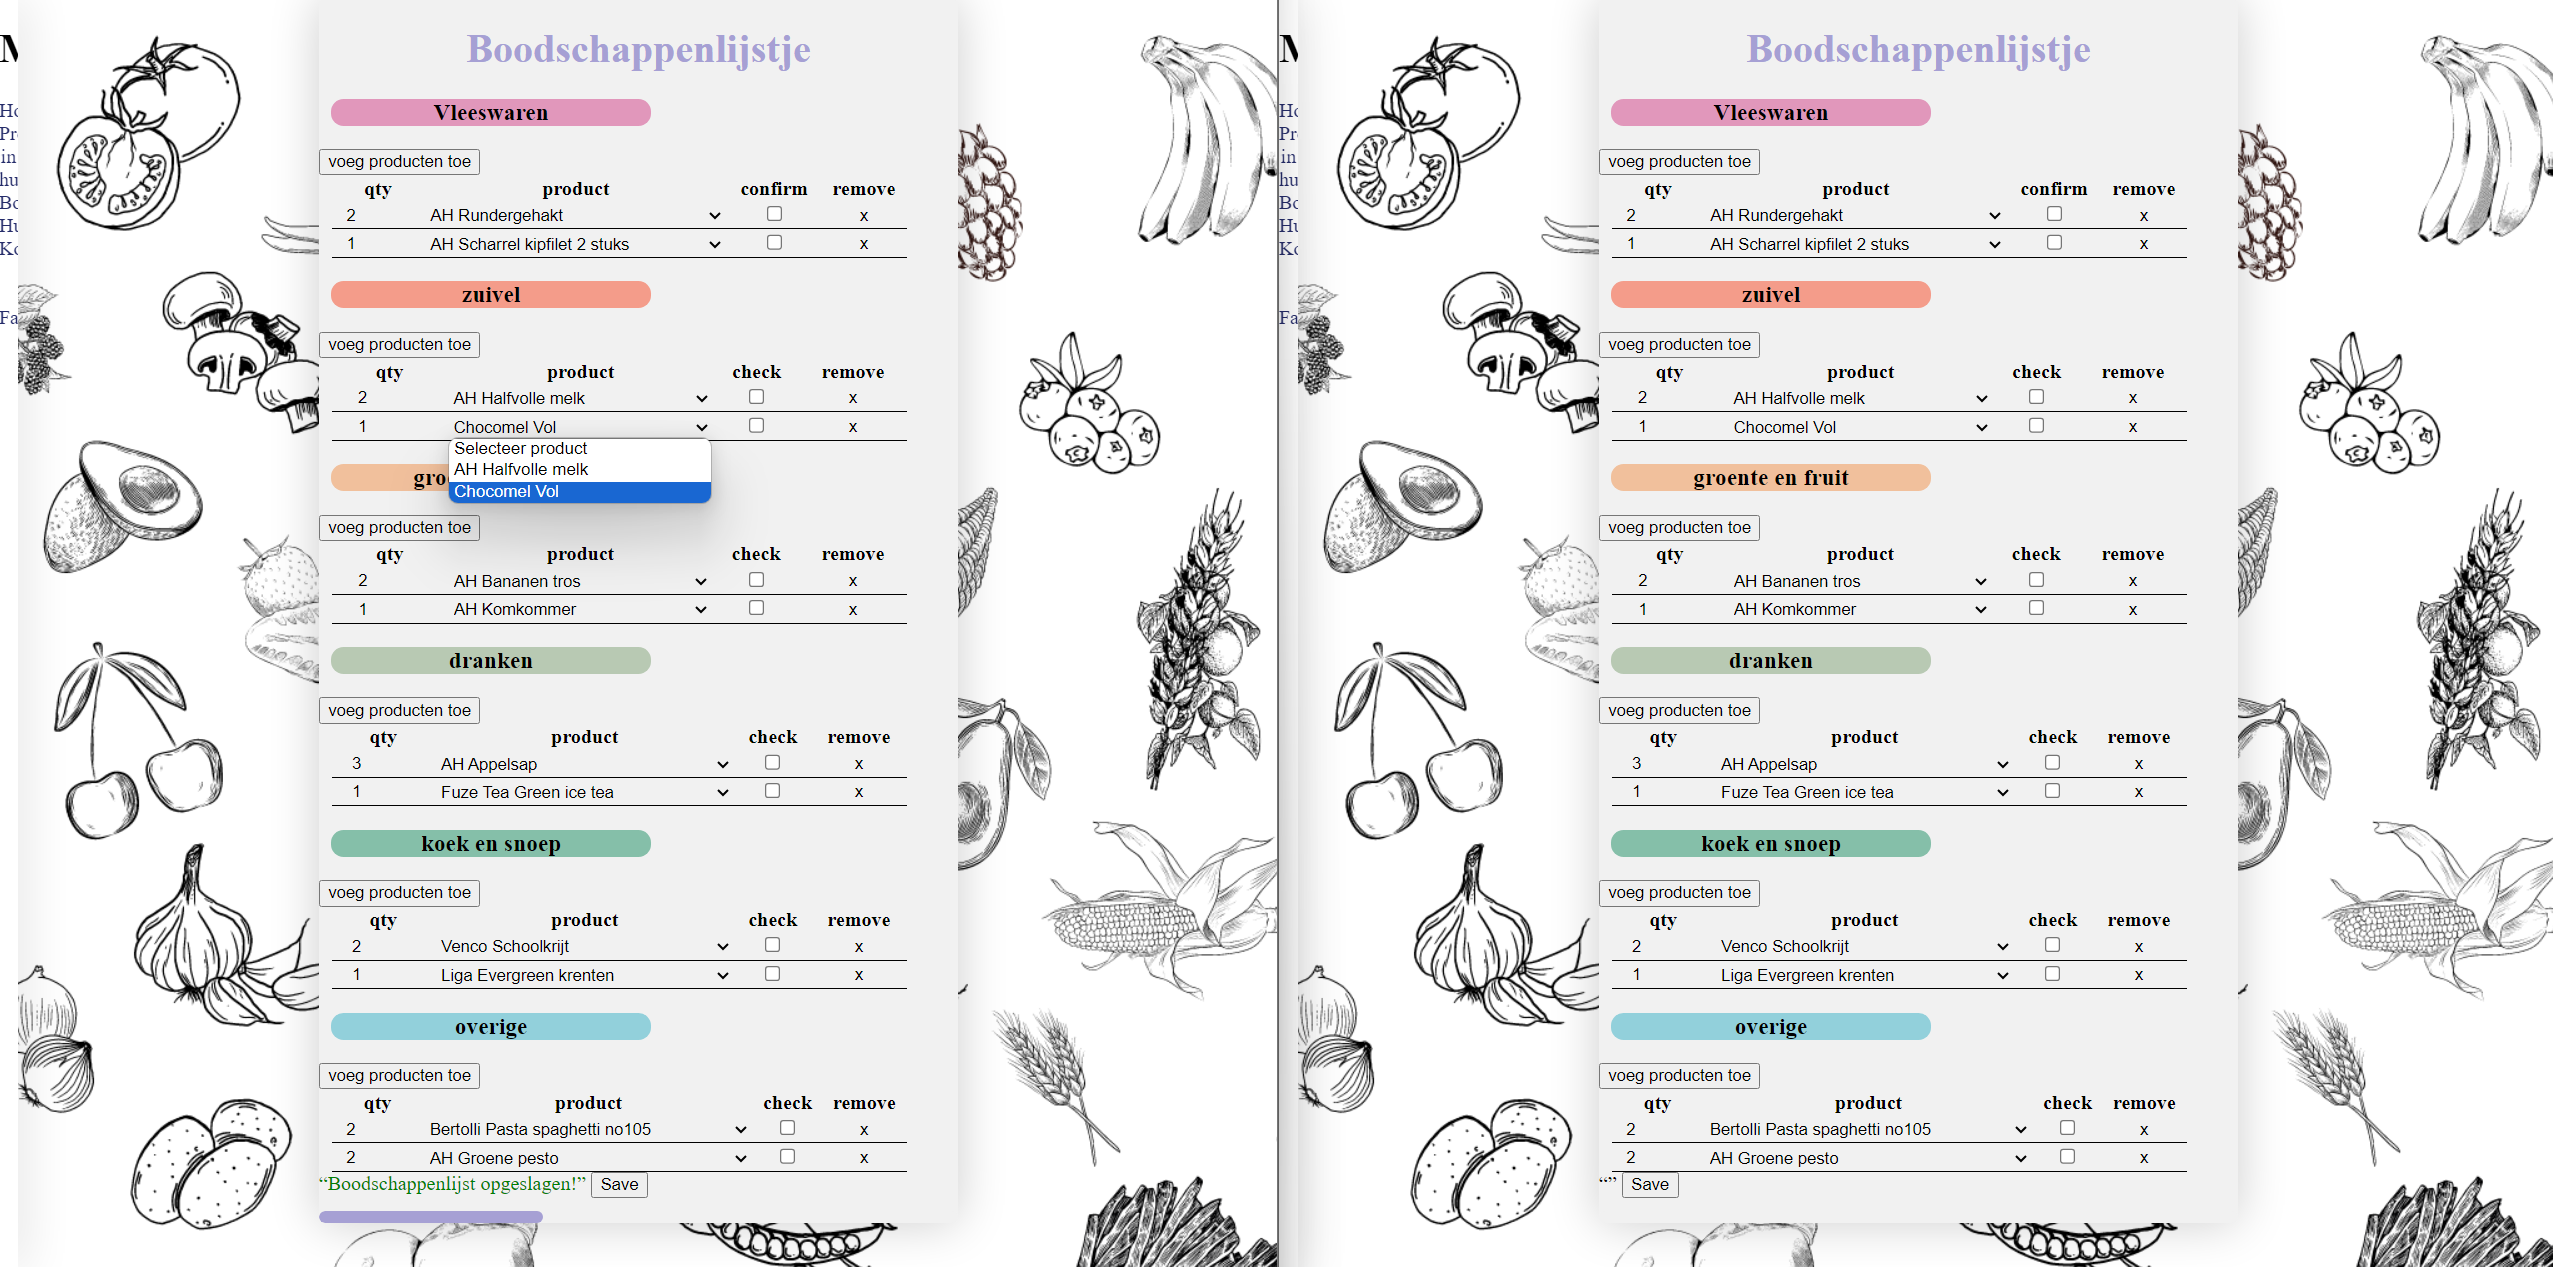 Boodschappenlijstje
Vleeswaren
voeg producten toe
qty product confirm remove
2 AH Rundergehakt x
1 AH Scharrel kipfilet 2 stuks x
zuivel
voeg producten toe
qty product check remove
2 AH Halfvolle melk x
1 Chocomel Vol x
Selecteer product
AH Halfvolle melk
Chocomel Vol
voeg producten toe
qty product check remove
2 AH Bananen tros x
1 AH Komkommer x
dranken
voeg producten toe
qty product check remove
3 AH Appelsap x
1 Fuze Tea Green ice tea x
koek en snoep
voeg producten toe
qty product check remove
2 Venco Schoolkrijt x
1 Liga Evergreen krenten x
overige
voeg producten toe
qty product check remove
2 Bertolli Pasta spaghetti no105 x
2 AH Groene pesto x
“Boodschappenlijst opgeslagen!” Save
Boodschappenlijstje
Vleeswaren
voeg producten toe
qty product confirm remove
2 AH Rundergehakt x
1 AH Scharrel kipfilet 2 stuks x
zuivel
voeg producten toe
qty product check remove
2 AH Halfvolle melk x
1 Chocomel Vol x
groente en fruit
voeg producten toe
qty product check remove
2 AH Bananen tros x
1 AH Komkommer x
dranken
voeg producten toe
qty product check remove
3 AH Appelsap x
1 Fuze Tea Green ice tea x
koek en snoep
voeg producten toe
qty product check remove
2 Venco Schoolkrijt x
1 Liga Evergreen krenten x
overige
voeg producten toe
qty product check remove
2 Bertolli Pasta spaghetti no105 x
2 AH Groene pesto x
“” Save